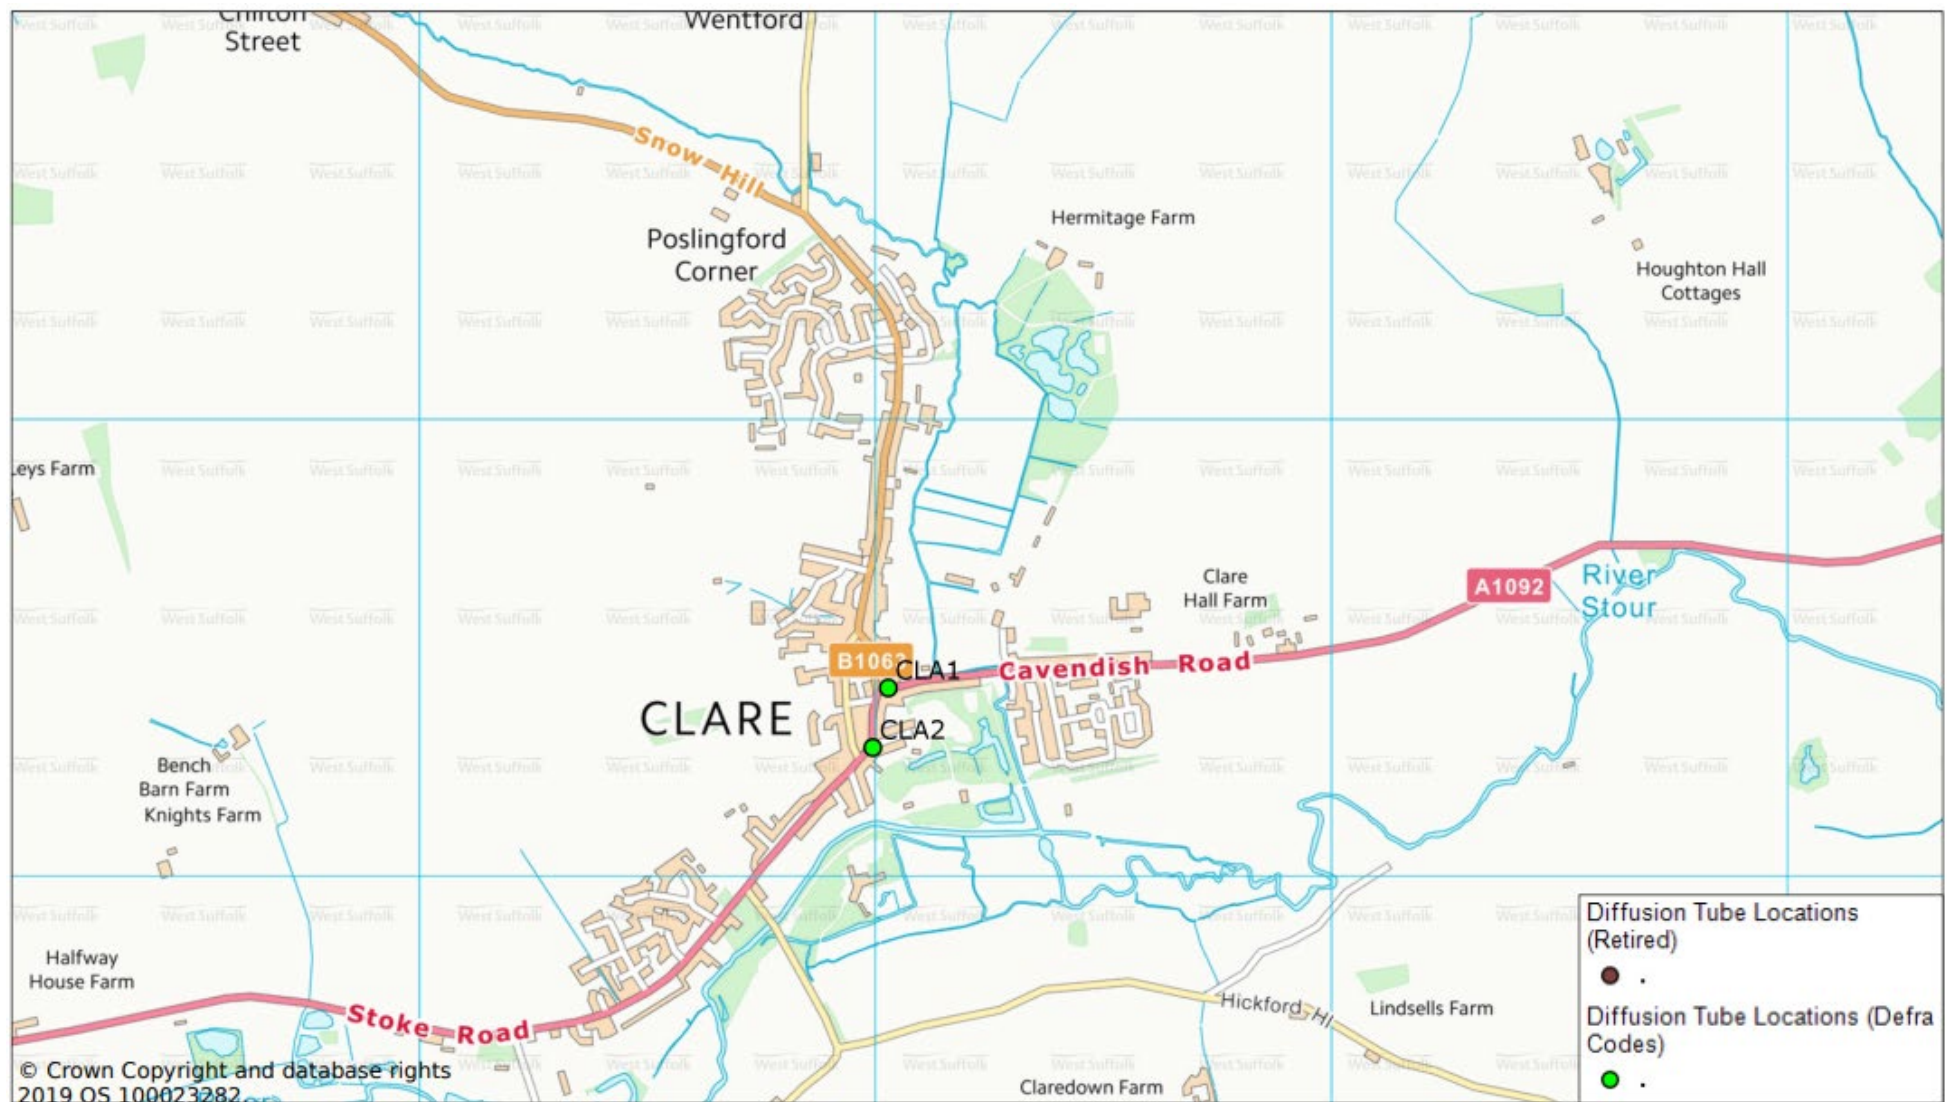 Chilton
Street
Wentford
Snow Hill
Poslingford
Corner
Hermitage Farm
Houghton Hall
Cottages
Leys Farm
Clare
Hall Farm
A1092
River
Stour
B1063
CLA1
Cavendish Road
CLARE
CLA2
Bench
Barn Farm
Knights Farm
Halfway
House Farm
Stoke Road
Hickford Hl
Lindsells Farm
Claredown Farm
Diffusion Tube Locations
(Retired)
.
Diffusion Tube Locations (Defra
Codes)
.
© Crown Copyright and database rights
2019 OS 100023282.
West Suffolk